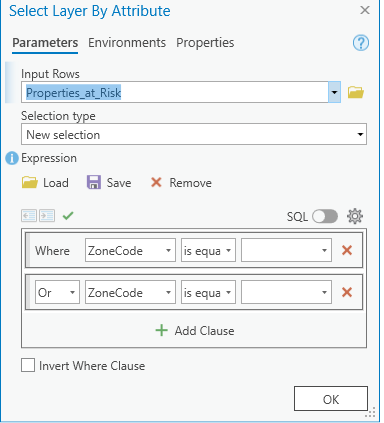 Select Layer By Attribute
Parameters Environments Properties
Input Rows
Properties_at_Risk
Selection type
New selection
Expression
Load Save Remove
SQL
Where ZoneCode is equa
Or ZoneCode is equa
Add Clause
Invert Where Clause
OK